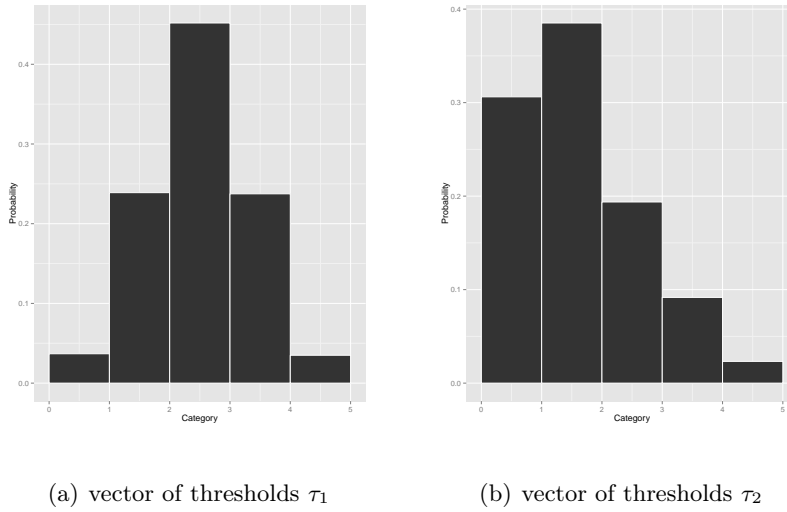 0.4
0.3
0.2
0.1
0.0
Probability
0 1 2 3 4 5
Category
(a) vector of thresholds τ₁
0.4
0.3
0.2
0.1
0.0
Probability
0 1 2 3 4 5
Category
(b) vector of thresholds τ₂